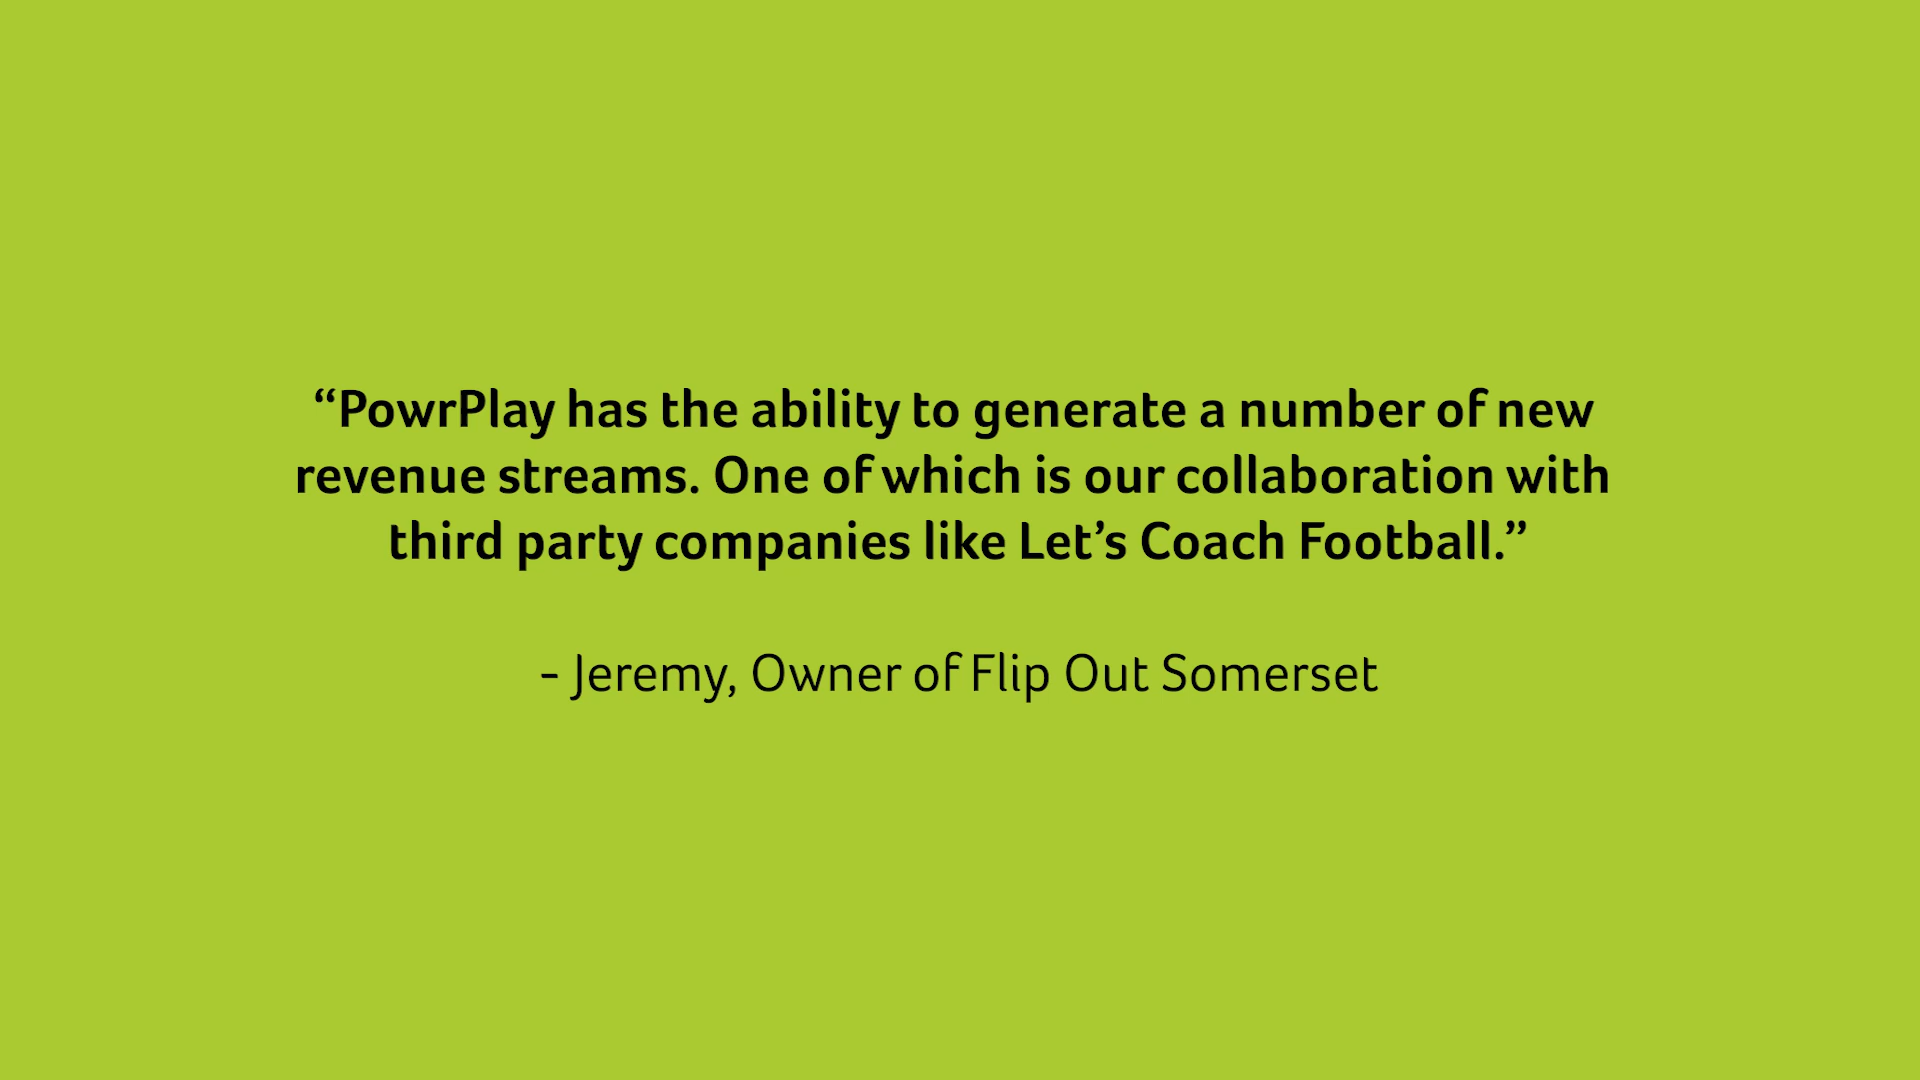 “PowrPlay has the ability to generate a number of new
revenue streams. One of which is our collaboration with
third party companies like Let’s Coach Football.”
- Jeremy, Owner of Flip Out Somerset